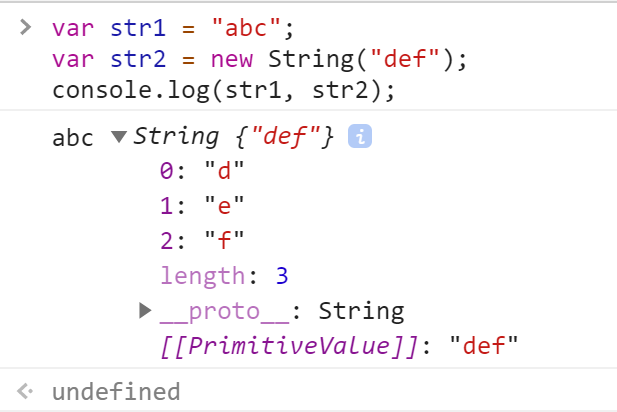 var str1 = "abc";
var str2 = new String("def");
console.log(str1, str2);
abc ▼String {"def"} i
0: "d"
1: "e"
2: "f"
length: 3
▶__proto__: String
[[PrimitiveValue]]: "def"
undefined